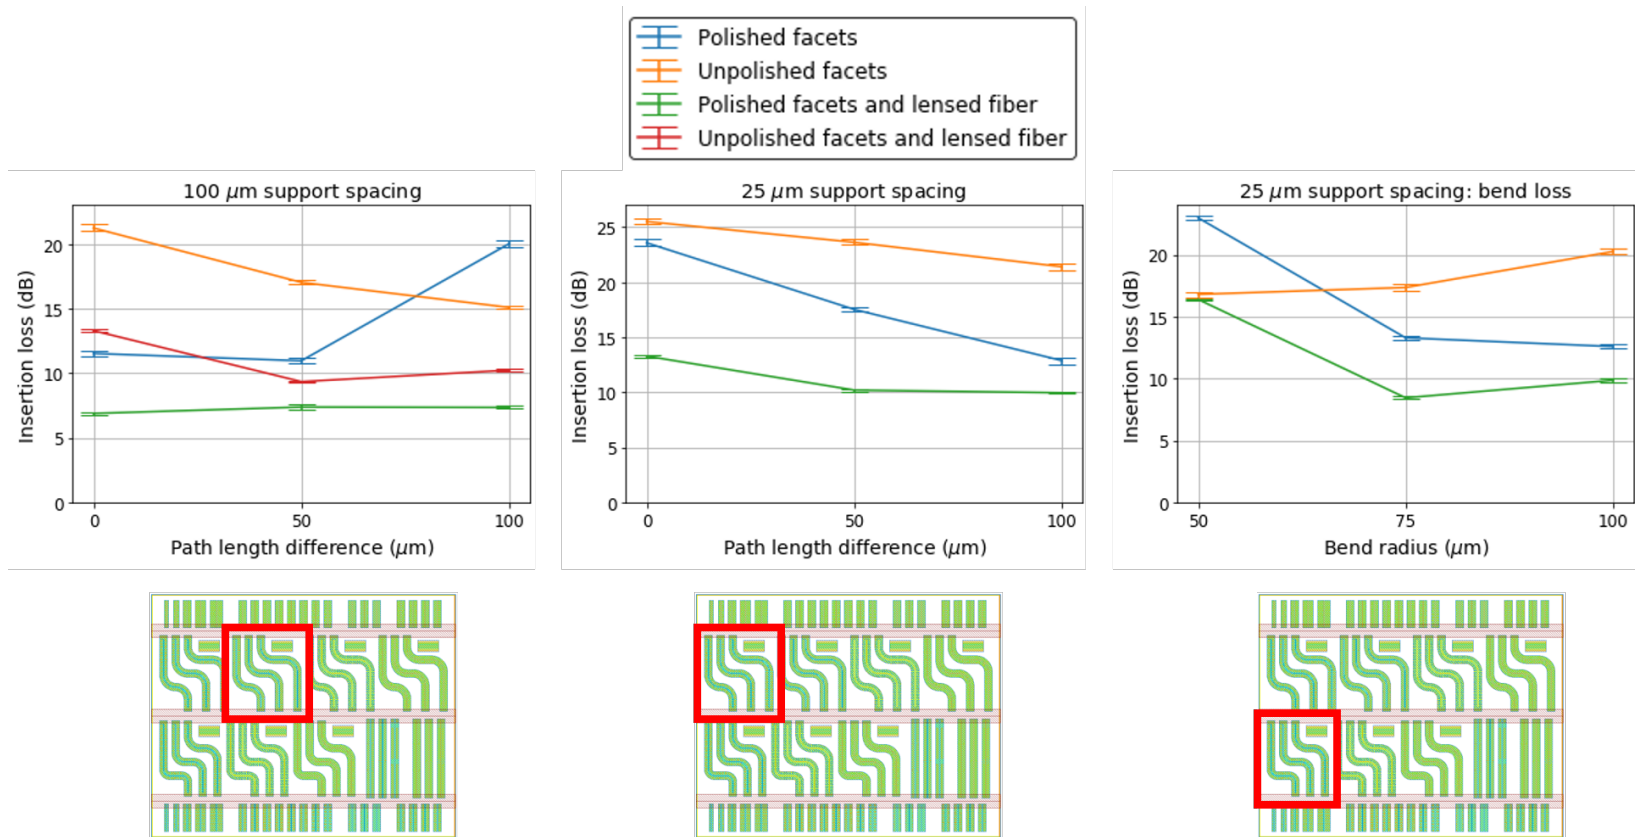 Polished facets
Unpolished facets
Polished facets and lensed fiber
Unpolished facets and lensed fiber
100 μm support spacing
Insertion loss (dB)
20
15
10
5
0
0 50 100
Path length difference (μm)
25 μm support spacing
Insertion loss (dB)
25
20
15
10
5
0
0 50 100
Path length difference (μm)
25 μm support spacing: bend loss
Insertion loss (dB)
20
15
10
5
0
50 75 100
Bend radius (μm)